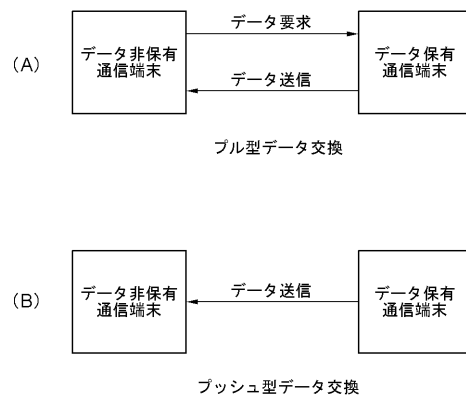 データ要求
(A)
データ非保有
通信端末
データ保有
通信端末
データ送信
プル型データ交換
(B)
データ非保有
通信端末
データ送信
データ保有
通信端末
プッシュ型データ交換